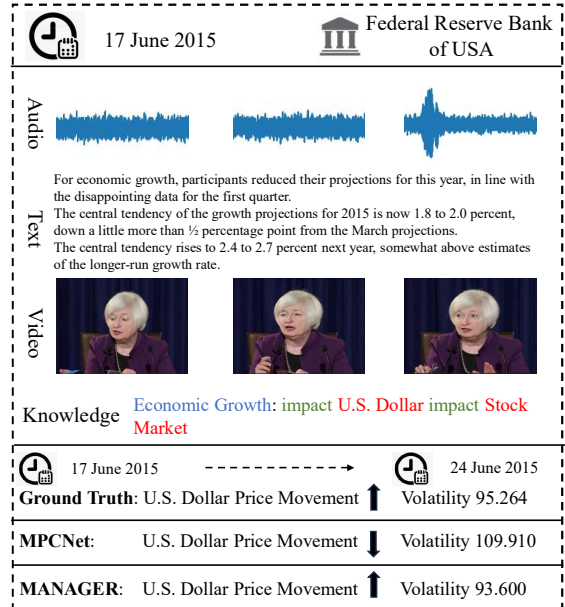 17 June 2015
Federal Reserve Bank
of USA
Audio
Text
For economic growth, participants reduced their projections for this year, in line with
the disappointing data for the first quarter.
The central tendency of the growth projections for 2015 is now 1.8 to 2.0 percent,
down a little more than ½ percentage point from the March projections.
The central tendency rises to 2.4 to 2.7 percent next year, somewhat above estimates
of the longer-run growth rate.
Video
Knowledge
Economic Growth: impact U.S. Dollar impact Stock
Market
17 June 2015 24 June 2015
Ground Truth: U.S. Dollar Price Movement Volatility 95.264
MPCNet: U.S. Dollar Price Movement Volatility 109.910
MANAGER: U.S. Dollar Price Movement Volatility 93.600